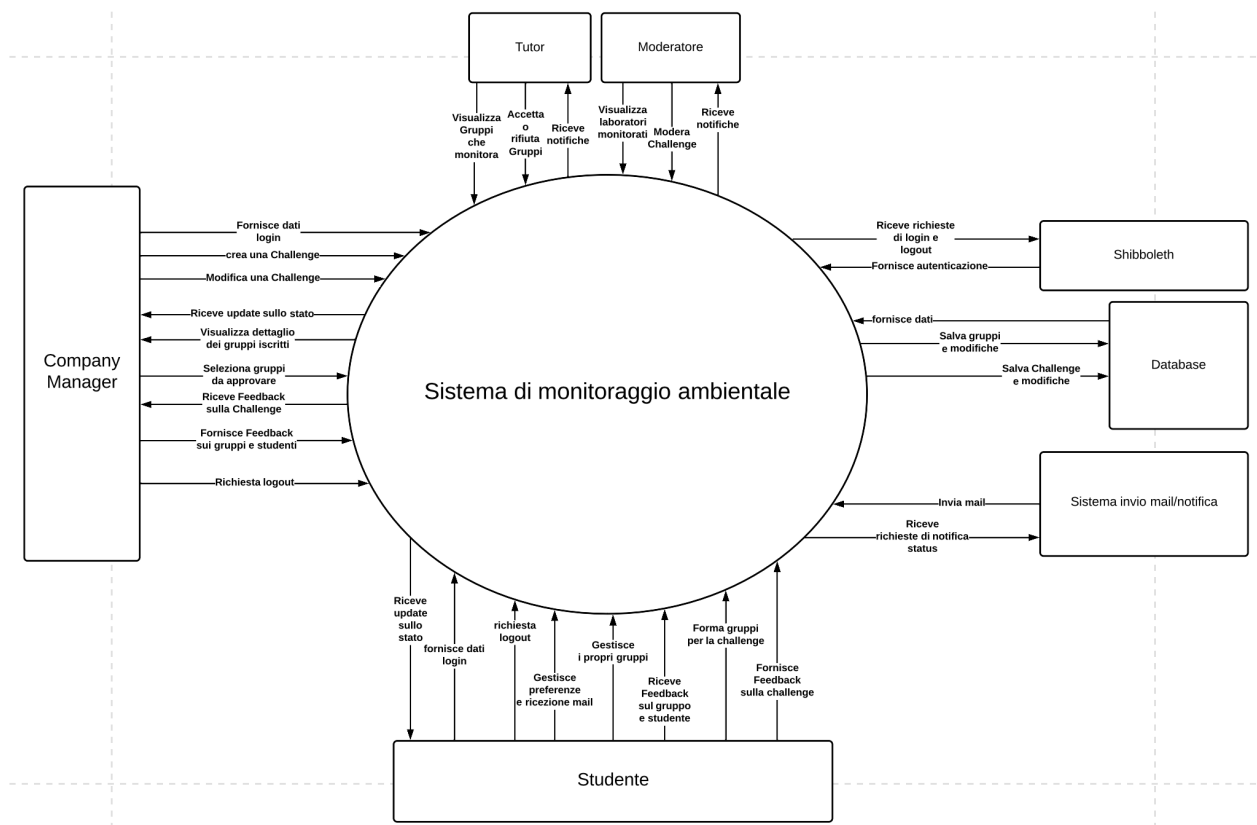 Tutor
Moderatore
Visualizza
Gruppi
che
monitora
Accetta
o
rifiuta
Gruppi
Riceve
notifiche
Visualizza
laboratori
monitorati
Modera
Challenge
Riceve
notifiche
Company
Manager
Fornisce dati
login
crea una Challenge
Modifica una Challenge
Riceve update sullo stato
Visualizza dettaglio
dei gruppi iscritti
Seleziona gruppi
da approvare
Riceve Feedback
sulla Challenge
Fornisce Feedback
sui gruppi e studenti
Richiesta logout
Sistema di monitoraggio ambientale
Riceve richieste
di login e
logout
Fornisce autenticazione
Shibboleth
fornisce dati
Salva gruppi
e modifiche
Salva Challenge
e modifiche
Database
Invia mail
Riceve
richieste di notifica
status
Sistema invio mail/notifica
Riceve
update
sullo
stato
fornisce dati
login
richiesta
logout
Gestisce
preferenze
e ricezione mail
Gestisce
i propri gruppi
Riceve
Feedback
sul gruppo
e studente
Forma gruppi
per la challenge
Fornisce
Feedback
sulla challenge
Studente